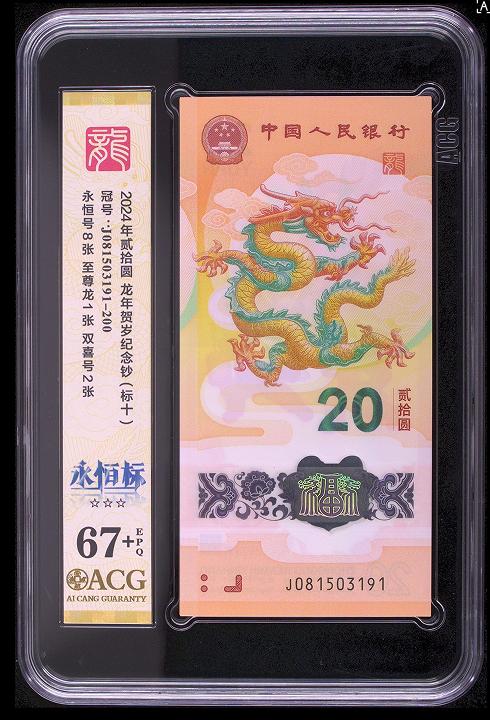 A
ACG
龍
2024年贰拾圆 龙年贺岁纪念钞（标十）
冠号：J081503191-200
永恒号8张 至尊龙1张 双喜号2张
永恒标
☆☆☆
67+ EPQ
ACG
AI CANG GUARANTY
中国人民银行
龍
20
贰拾圆
福
J081503191